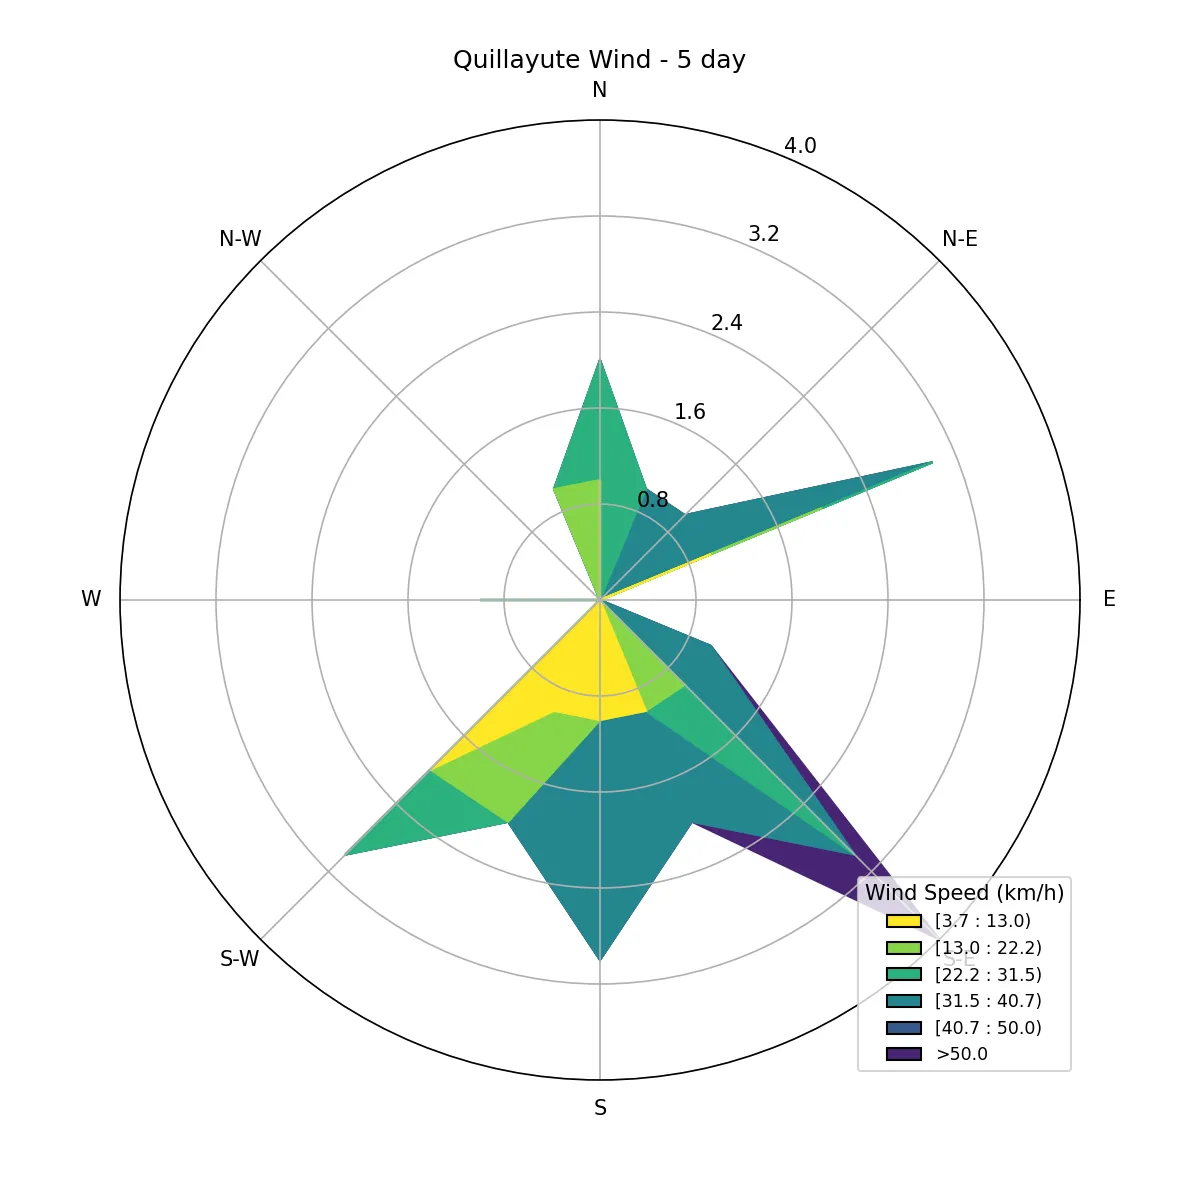 Quillayute Wind - 5 day
N
4.0
N-W
3.2
N-E
2.4
1.6
0.8
W
E
Wind Speed (km/h)
[3.7 : 13.0)
[13.0 : 22.2)
[22.2 : 31.5)
[31.5 : 40.7)
[40.7 : 50.0)
>50.0
S-W
S-E
S